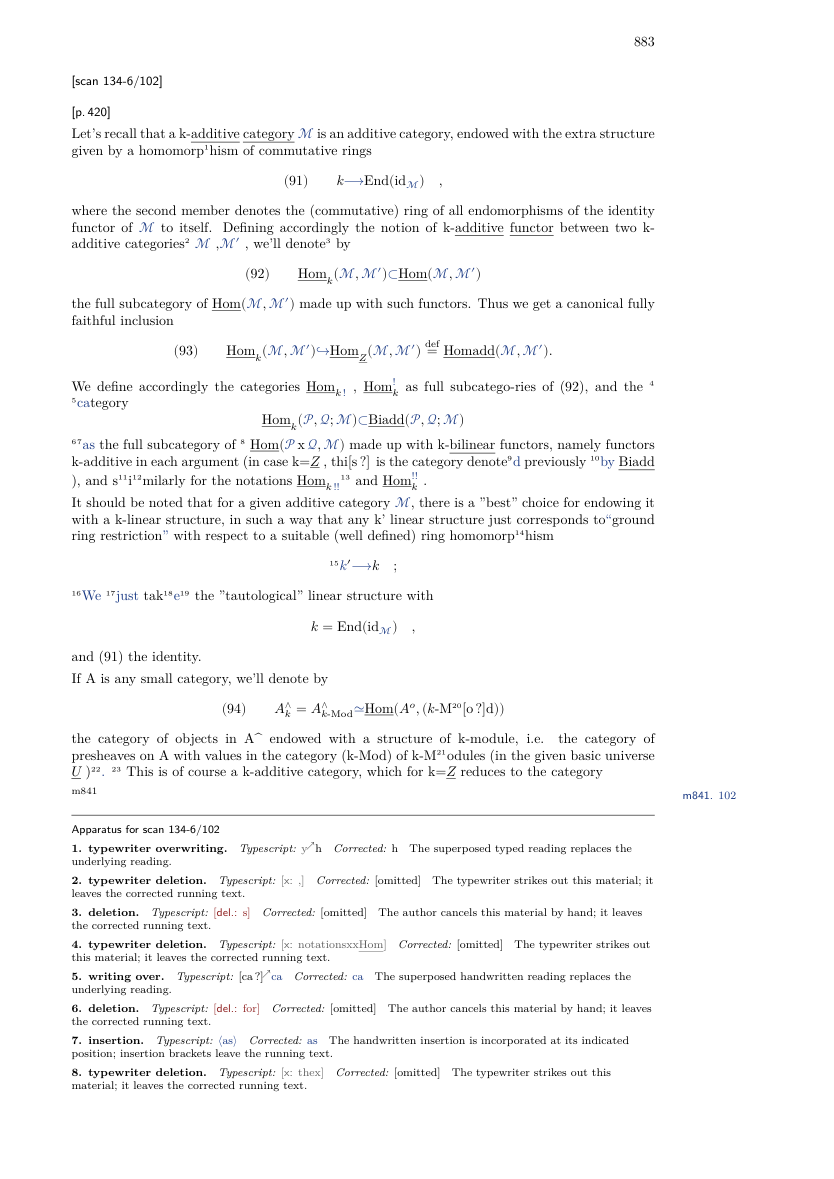 883
[scan 134-6/102]
[p. 420]
Let's recall that a k-additive category ℳ is an additive category, endowed with the extra structure
given by a homomorp¹hism of commutative rings
(91) k⟶End(id_ℳ) ,
where the second member denotes the (commutative) ring of all endomorphisms of the identity
functor of ℳ to itself. Defining accordingly the notion of k-additive functor between two k-
additive categories² ℳ ,ℳ′ , we'll denote³ by
(92) Hom_k(ℳ, ℳ′)⊂Hom(ℳ, ℳ′)
the full subcategory of Hom(ℳ, ℳ′) made up with such functors. Thus we get a canonical fully
faithful inclusion
(93) Hom_k(ℳ, ℳ′)↪Hom_Z(ℳ, ℳ′) def= Homadd(ℳ, ℳ′).
We define accordingly the categories Hom_k! , Hom^!_k as full subcatego-ries of (92), and the ⁴
⁵category
Hom_k(𝒫, 𝒬; ℳ)⊂Biadd(𝒫, 𝒬; ℳ)
⁶⁷as the full subcategory of ⁸ Hom(𝒫 x 𝒬, ℳ) made up with k-bilinear functors, namely functors
k-additive in each argument (in case k=Z , thi[s ?] is the category denote⁹d previously ¹⁰by Biadd
), and s¹¹i¹²milarly for the notations Hom_k!!¹³ and Hom^!!_k .
It should be noted that for a given additive category ℳ, there is a ”best” choice for endowing it
with a k-linear structure, in such a way that any k' linear structure just corresponds to“ground
ring restriction” with respect to a suitable (well defined) ring homomorp¹⁴hism
¹⁵k′⟶k ;
¹⁶We ¹⁷just tak¹⁸e¹⁹ the ”tautological” linear structure with
k = End(id_ℳ) ,
and (91) the identity.
If A is any small category, we'll denote by
(94) A^∧_k = A^∧_k-Mod≃Hom(A^o, (k-M²⁰[o ?]d))
the category of objects in A^ endowed with a structure of k-module, i.e. the category of
presheaves on A with values in the category (k-Mod) of k-M²¹odules (in the given basic universe
U )²². ²³ This is of course a k-additive category, which for k=Z reduces to the category
m841
m841. 102
Apparatus for scan 134-6/102
1. typewriter overwriting. Typescript: y↗h Corrected: h The superposed typed reading replaces the
underlying reading.
2. typewriter deletion. Typescript: [x: ,] Corrected: [omitted] The typewriter strikes out this material; it
leaves the corrected running text.
3. deletion. Typescript: [del.: s] Corrected: [omitted] The author cancels this material by hand; it leaves
the corrected running text.
4. typewriter deletion. Typescript: [x: notationsxxHom] Corrected: [omitted] The typewriter strikes out
this material; it leaves the corrected running text.
5. writing over. Typescript: [ca ?]↗ca Corrected: ca The superposed handwritten reading replaces the
underlying reading.
6. deletion. Typescript: [del.: for] Corrected: [omitted] The author cancels this material by hand; it leaves
the corrected running text.
7. insertion. Typescript: ⟨as⟩ Corrected: as The handwritten insertion is incorporated at its indicated
position; insertion brackets leave the running text.
8. typewriter deletion. Typescript: [x: thex] Corrected: [omitted] The typewriter strikes out this
material; it leaves the corrected running text.